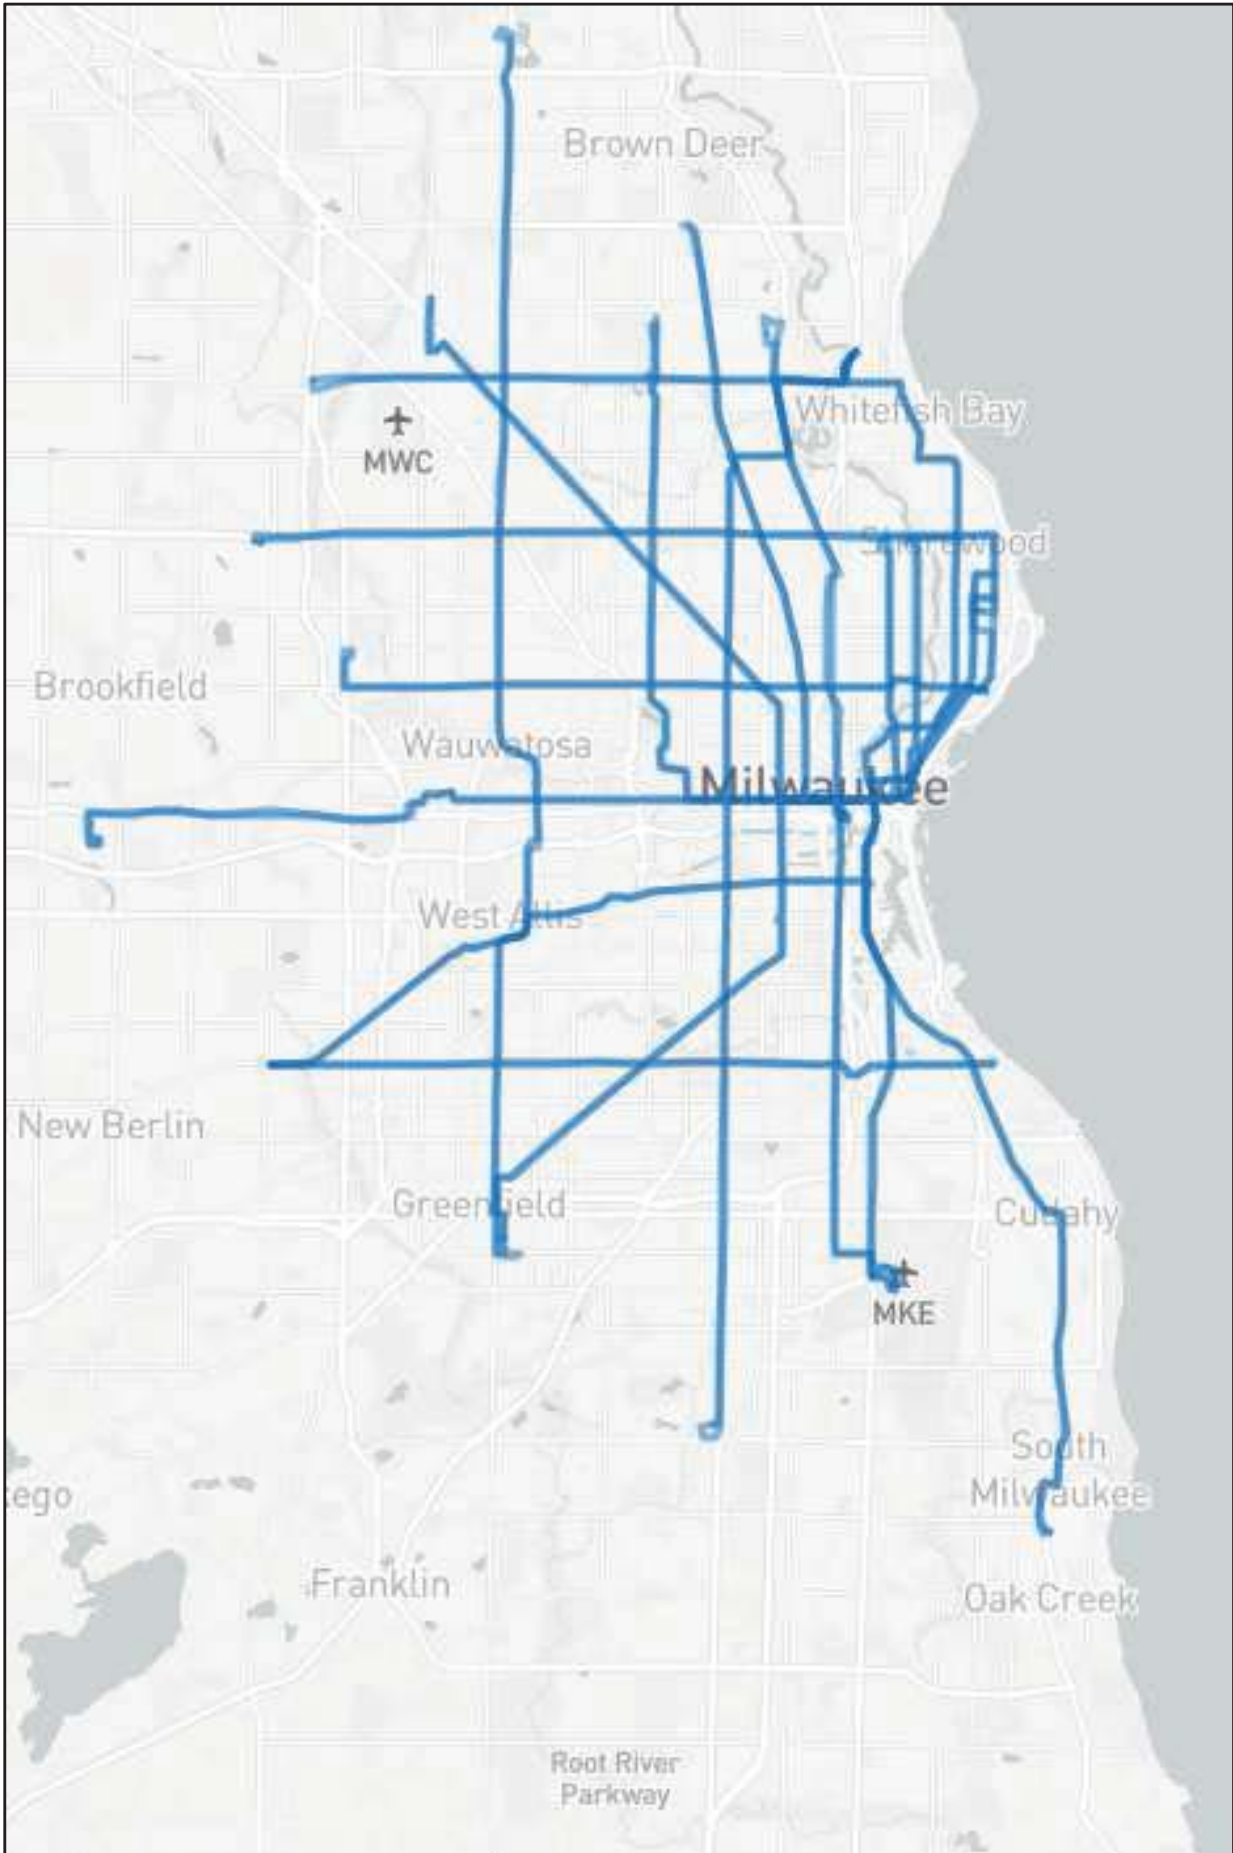 Brown Deer
Whitefish Bay
MWC
Shorewood
Brookfield
Wauwatosa
Milwaukee
West Allis
New Berlin
Greenfield
Cudahy
MKE
South
Milwaukee
Franklin
Oak Creek
Root River
Parkway